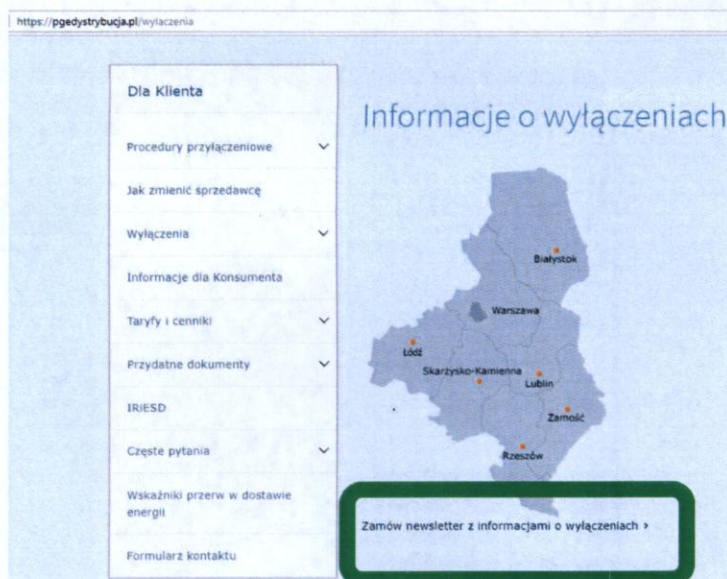 https://pgedystrybucja.pl/wylaczenia
Dla Klienta
Procedury przyłączeniowe
Jak zmienić sprzedawcę
Wyłączenia
Informacje dla Konsumenta
Taryfy i cenniki
Przydatne dokumenty
IRiESD
Częste pytania
Wskaźniki przerw w dostawie
energii
Formularz kontaktu
Informacje o wyłączeniach
Białystok
Warszawa
Łódź
Skarżysko-Kamienna
Lublin
Zamość
Rzeszów
Zamów newsletter z informacjami o wyłączeniach ›